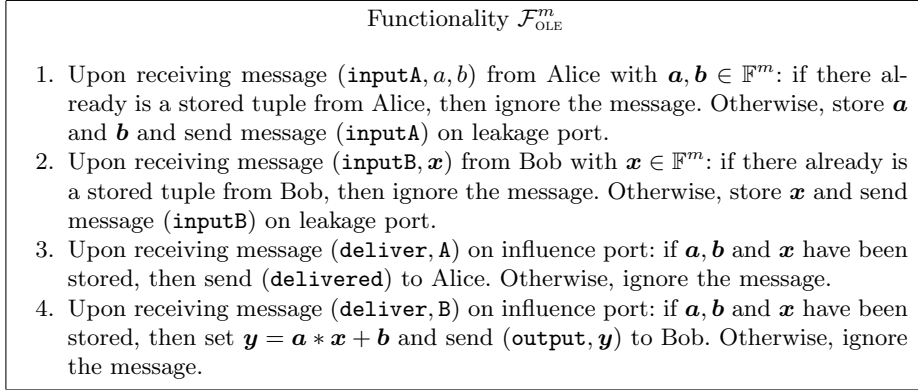 Functionality 𝓕ᵐ_OLE
1. Upon receiving message (inputA, a, b) from Alice with 𝒂, 𝒃 ∈ 𝔽ᵐ: if there al-
ready is a stored tuple from Alice, then ignore the message. Otherwise, store 𝒂
and 𝒃 and send message (inputA) on leakage port.
2. Upon receiving message (inputB, 𝒙) from Bob with 𝒙 ∈ 𝔽ᵐ: if there already is
a stored tuple from Bob, then ignore the message. Otherwise, store 𝒙 and send
message (inputB) on leakage port.
3. Upon receiving message (deliver, A) on influence port: if 𝒂, 𝒃 and 𝒙 have been
stored, then send (delivered) to Alice. Otherwise, ignore the message.
4. Upon receiving message (deliver, B) on influence port: if 𝒂, 𝒃 and 𝒙 have been
stored, then set 𝒚 = 𝒂 ∗ 𝒙 + 𝒃 and send (output, 𝒚) to Bob. Otherwise, ignore
the message.